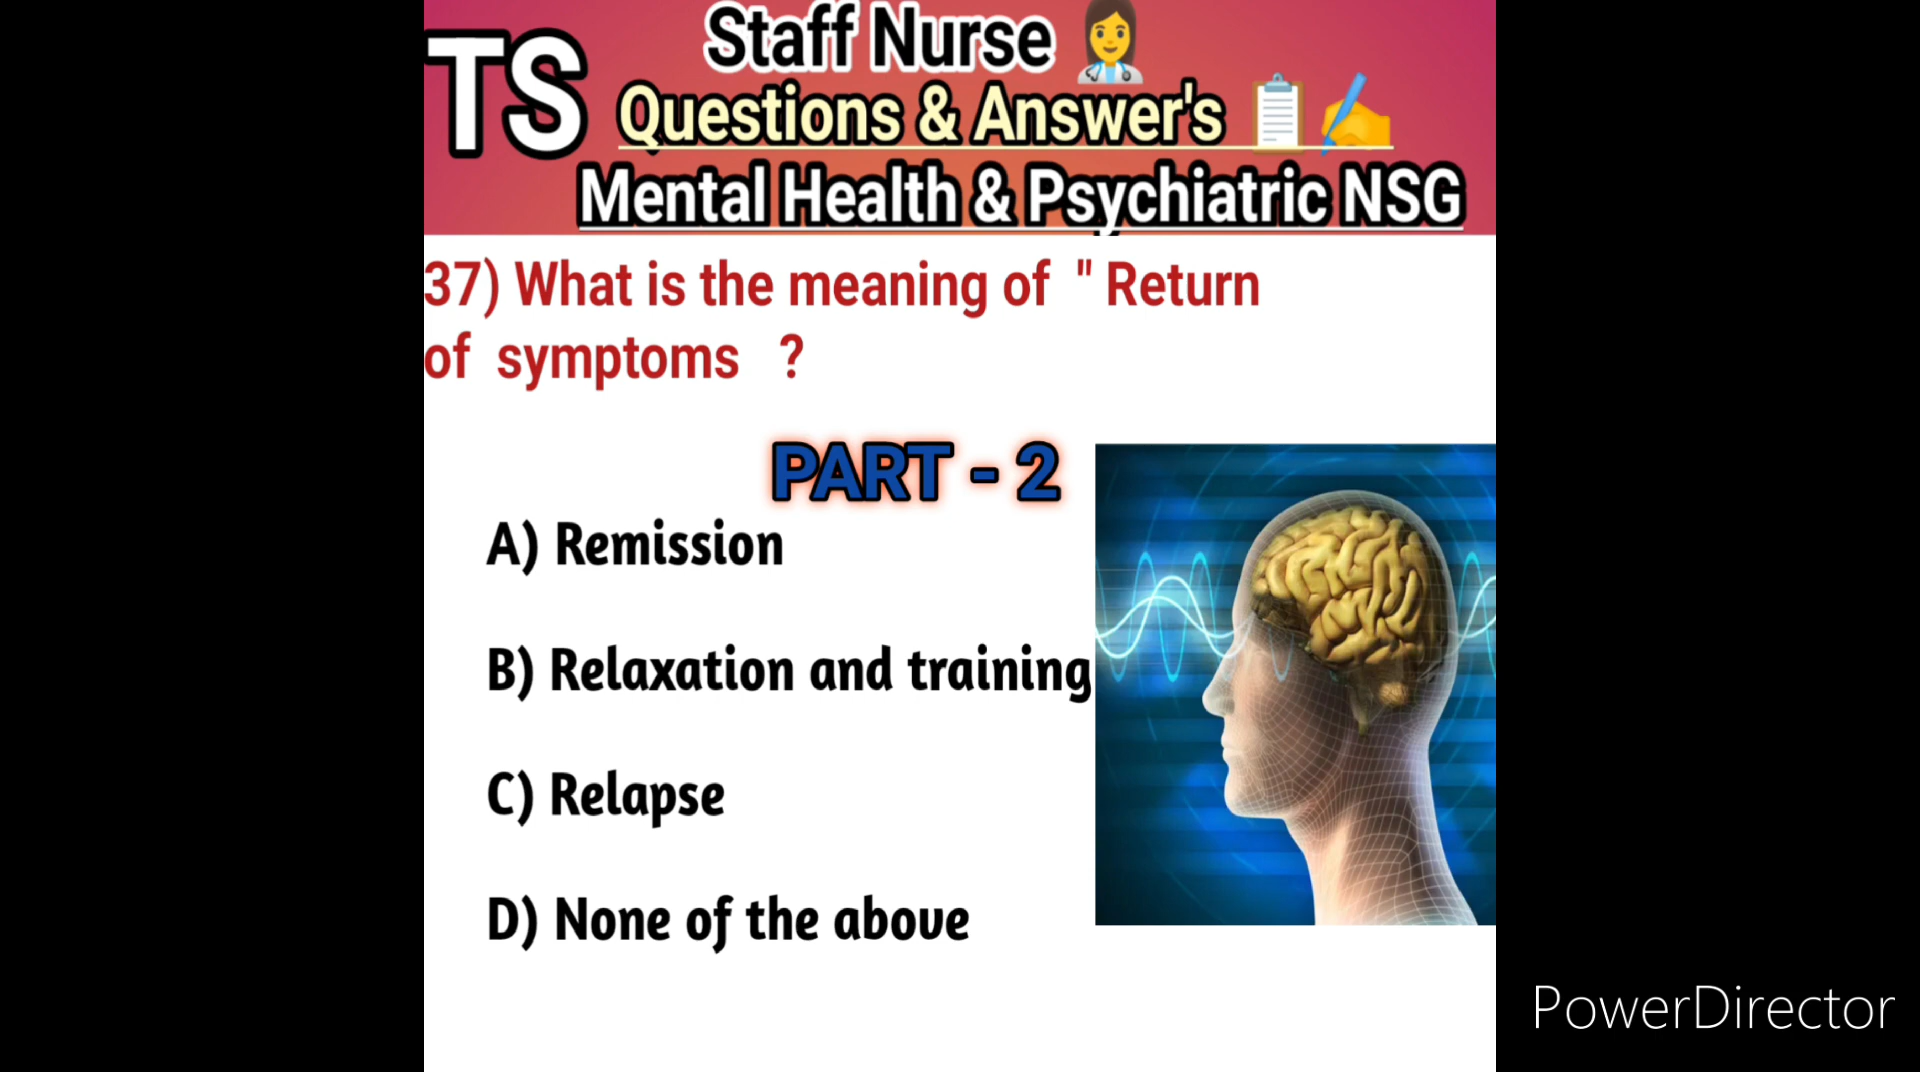 TS
Staff Nurse
Questions & Answer's
Mental Health & Psychiatric NSG
37) What is the meaning of " Return
of symptoms ?
PART - 2
A) Remission
B) Relaxation and training
C) Relapse
D) None of the above
PowerDirector